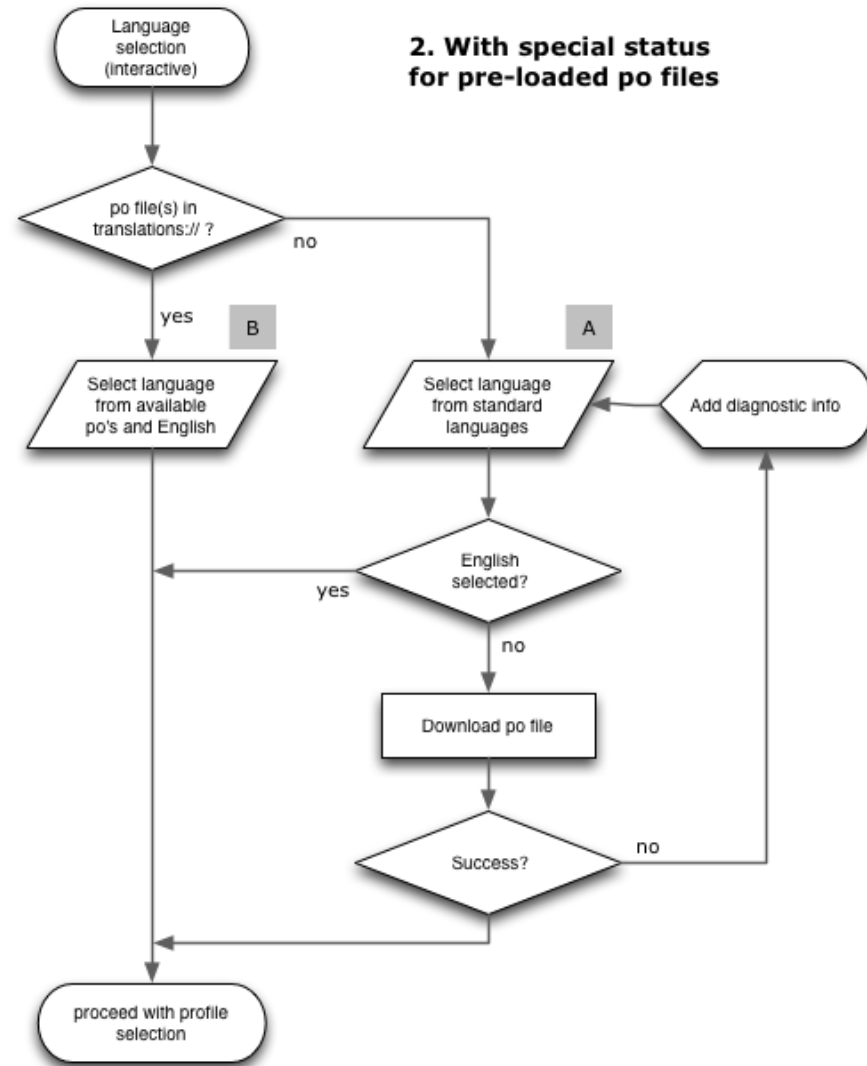 Language
selection
(interactive)
2. With special status
for pre-loaded po files
po file(s) in
translations:// ?
no
yes
B
A
Select language
from available
po's and English
Select language
from standard
languages
Add diagnostic info
English
selected?
yes
no
Download po file
Success?
no
proceed with profile
selection